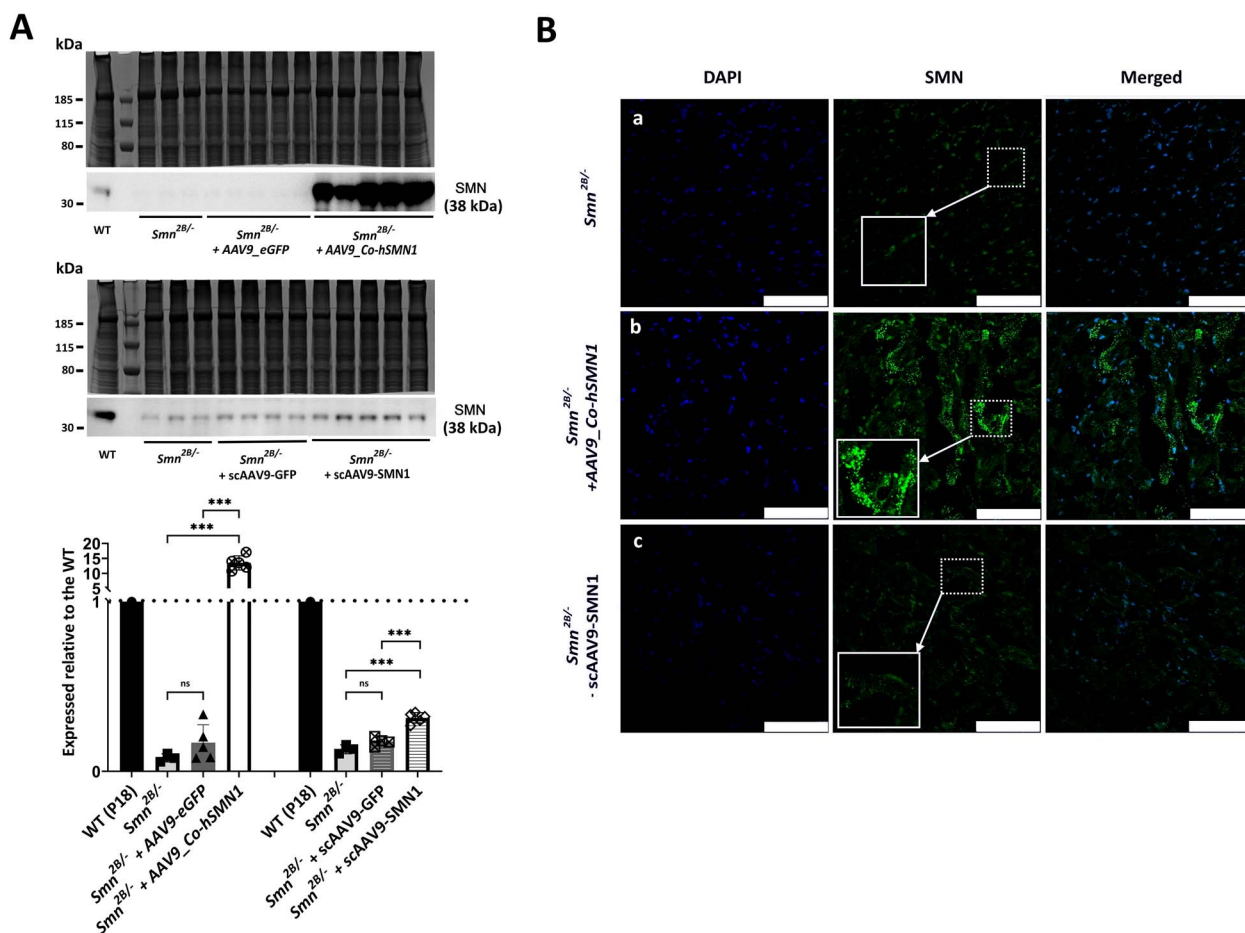 A
kDa
185
115
80
30
SMN
(38 kDa)
WT
Smn2B/-
Smn2B/-
+ AAV9_eGFP
Smn2B/-
+ AAV9_Co-hSMN1
kDa
185
115
80
30
SMN
(38 kDa)
WT
Smn2B/-
Smn2B/-
+ scAAV9-GFP
Smn2B/-
+ scAAV9-SMN1
Expressed relative to the WT
20
15
10
5
1
0
***
***
ns
***
***
ns
WT (P18)
Smn2B/-
Smn2B/- + AAV9-eGFP
Smn2B/- + AAV9_Co-hSMN1
WT (P18)
Smn2B/-
Smn2B/- + scAAV9-GFP
Smn2B/- + scAAV9-SMN1
B
DAPI
SMN
Merged
Smn2B/-
a
Smn2B/-
+AAV9_Co-hSMN1
b
Smn2B/-
- scAAV9-SMN1
c